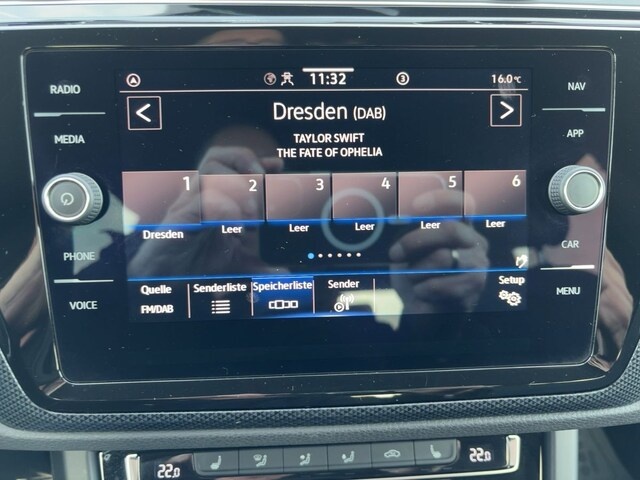 RADIO
MEDIA
PHONE
VOICE
11:32
3
16.0°C
<
Dresden (DAB)
>
TAYLOR SWIFT
THE FATE OF OPHELIA
1 2 3 4 5 6
Dresden Leer Leer Leer Leer Leer
Quelle Senderliste Speicherliste Sender Setup
FM/DAB
NAV
APP
CAR
MENU
22.0 22.0